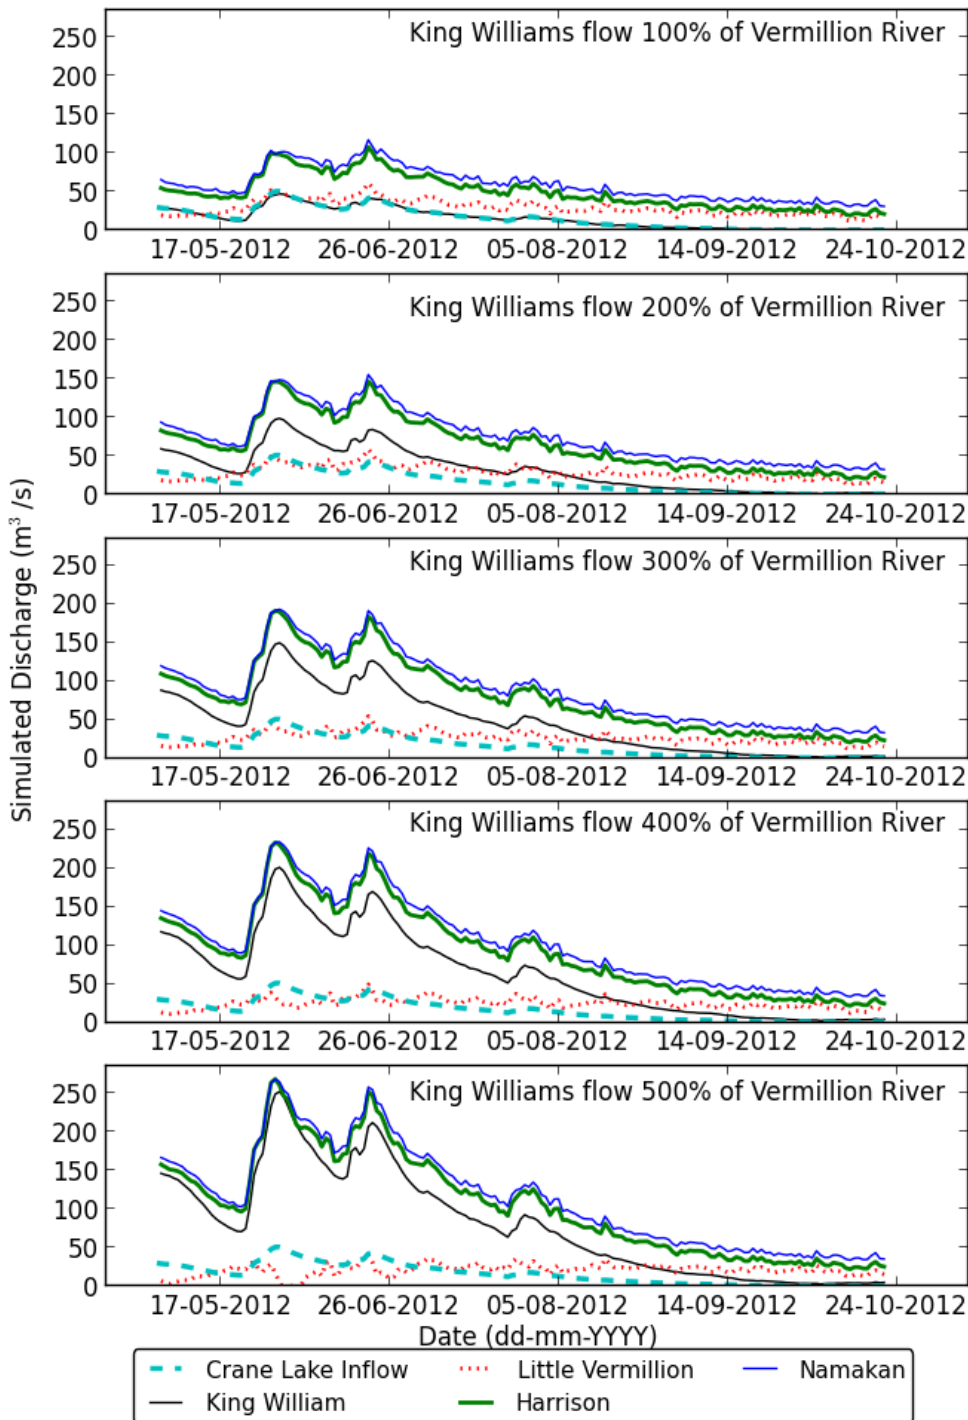 King Williams flow 100% of Vermillion River
250
200
150
100
50
0
17-05-2012 26-06-2012 05-08-2012 14-09-2012 24-10-2012
King Williams flow 200% of Vermillion River
250
200
150
100
50
0
17-05-2012 26-06-2012 05-08-2012 14-09-2012 24-10-2012
King Williams flow 300% of Vermillion River
250
200
150
100
50
0
17-05-2012 26-06-2012 05-08-2012 14-09-2012 24-10-2012
Simulated Discharge (m³ /s)
King Williams flow 400% of Vermillion River
250
200
150
100
50
0
17-05-2012 26-06-2012 05-08-2012 14-09-2012 24-10-2012
King Williams flow 500% of Vermillion River
250
200
150
100
50
0
17-05-2012 26-06-2012 05-08-2012 14-09-2012 24-10-2012
Date (dd-mm-YYYY)
Crane Lake Inflow Little Vermillion Namakan
King William Harrison